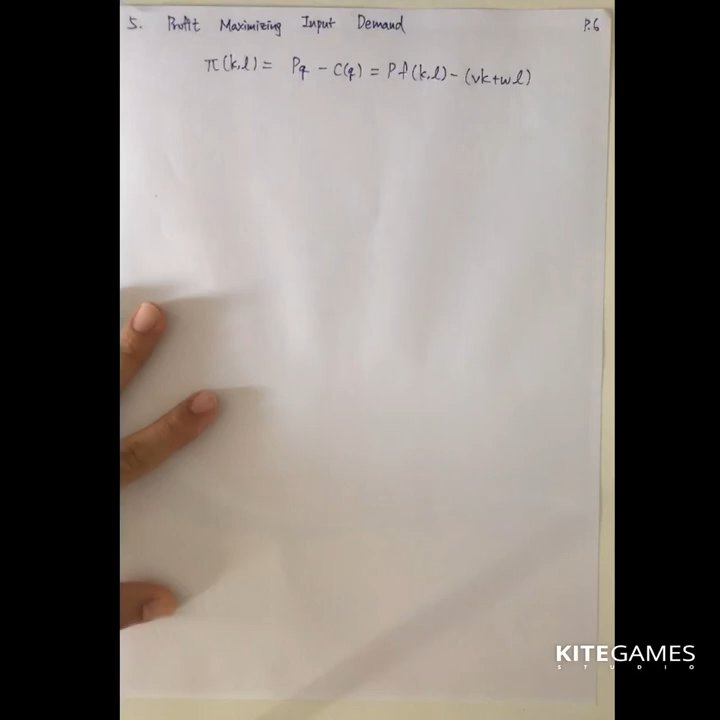 5. Profit Maximizing Input Demand P.6
π(k,l) = Pq - C(q) = Pf(k,l) - (vk+wl)
KITEGAMES
STUDIO